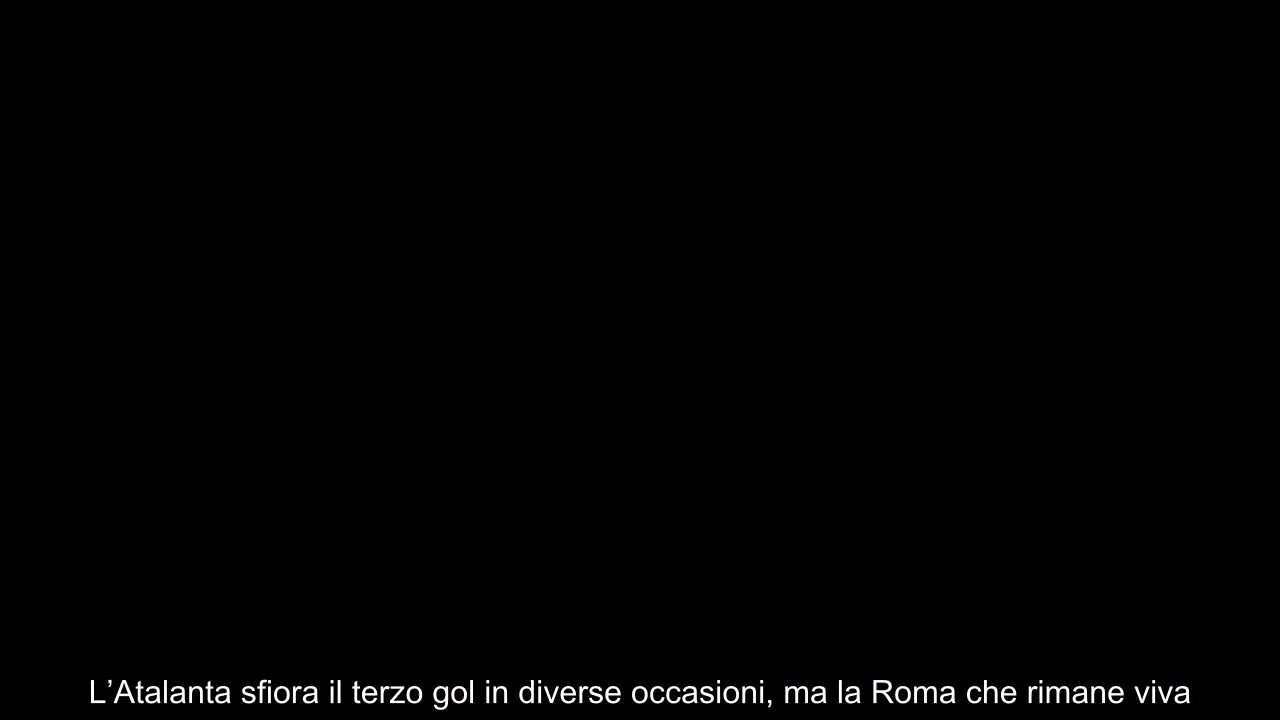 L’Atalanta sfiora il terzo gol in diverse occasioni, ma la Roma che rimane viva